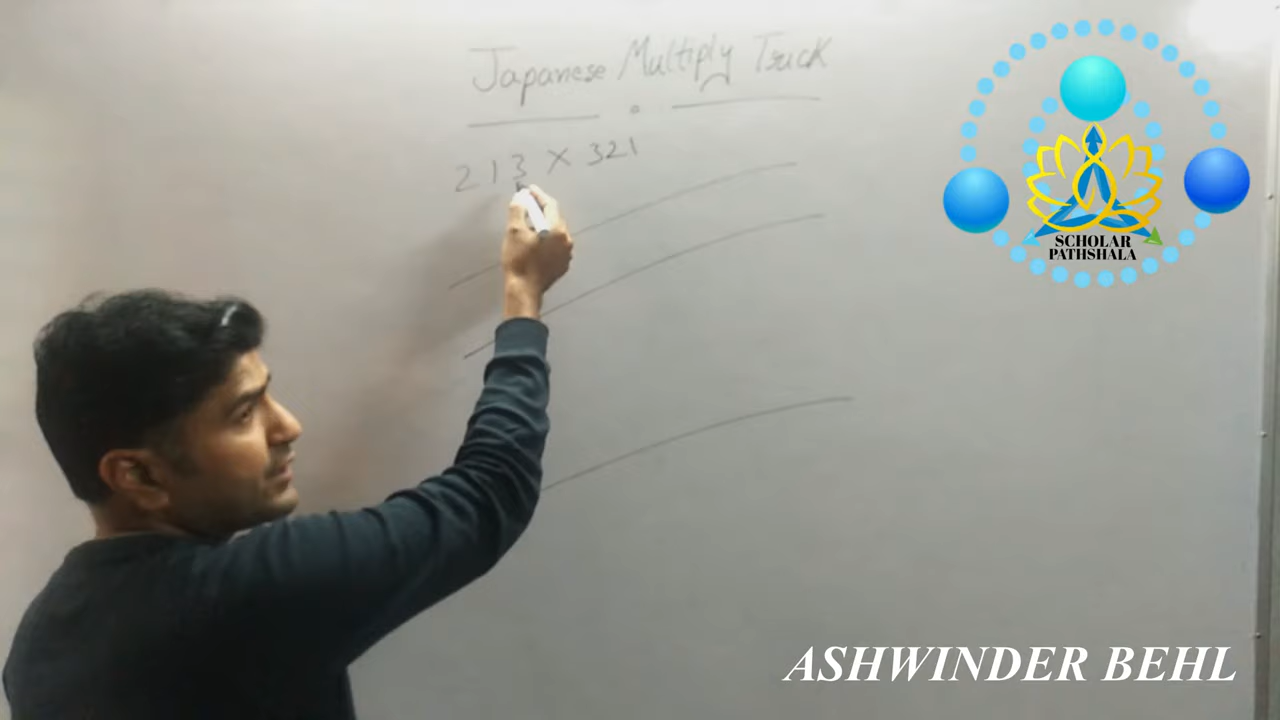 Japanese Multiply Trick
213 × 321
SCHOLAR
PATHSHALA
ASHWINDER BEHL